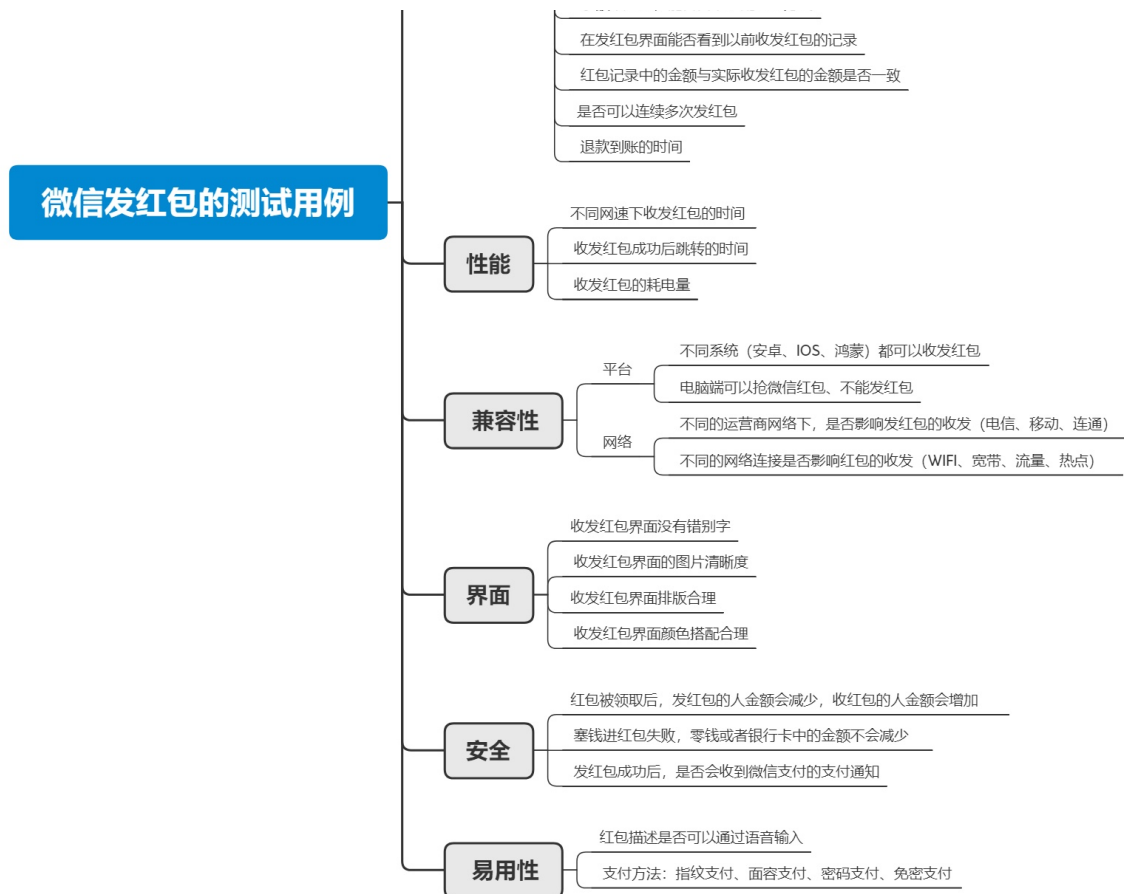 在发红包界面能否看到以前收发红包的记录
红包记录中的金额与实际收发红包的金额是否一致
是否可以连续多次发红包
退款到账的时间
微信发红包的测试用例
性能
不同网速下收发红包的时间
收发红包成功后跳转的时间
收发红包的耗电量
兼容性
平台
不同系统（安卓、IOS、鸿蒙）都可以收发红包
电脑端可以抢微信红包、不能发红包
网络
不同的运营商网络下，是否影响发红包的收发（电信、移动、连通）
不同的网络连接是否影响红包的收发（WIFI、宽带、流量、热点）
界面
收发红包界面没有错别字
收发红包界面的图片清晰度
收发红包界面排版合理
收发红包界面颜色搭配合理
安全
红包被领取后，发红包的人金额会减少，收红包的人金额会增加
塞钱进红包失败，零钱或者银行卡中的金额不会减少
发红包成功后，是否会收到微信支付的支付通知
易用性
红包描述是否可以通过语音输入
支付方法：指纹支付、面容支付、密码支付、免密支付